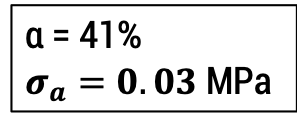 α = 41%
σₐ = 0.03 MPa